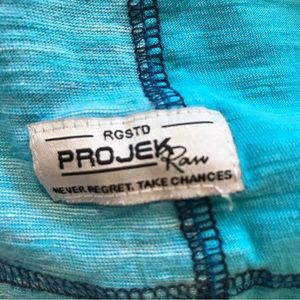 RGSTD
PROJEK Raw
NEVER REGRET. TAKE CHANCES